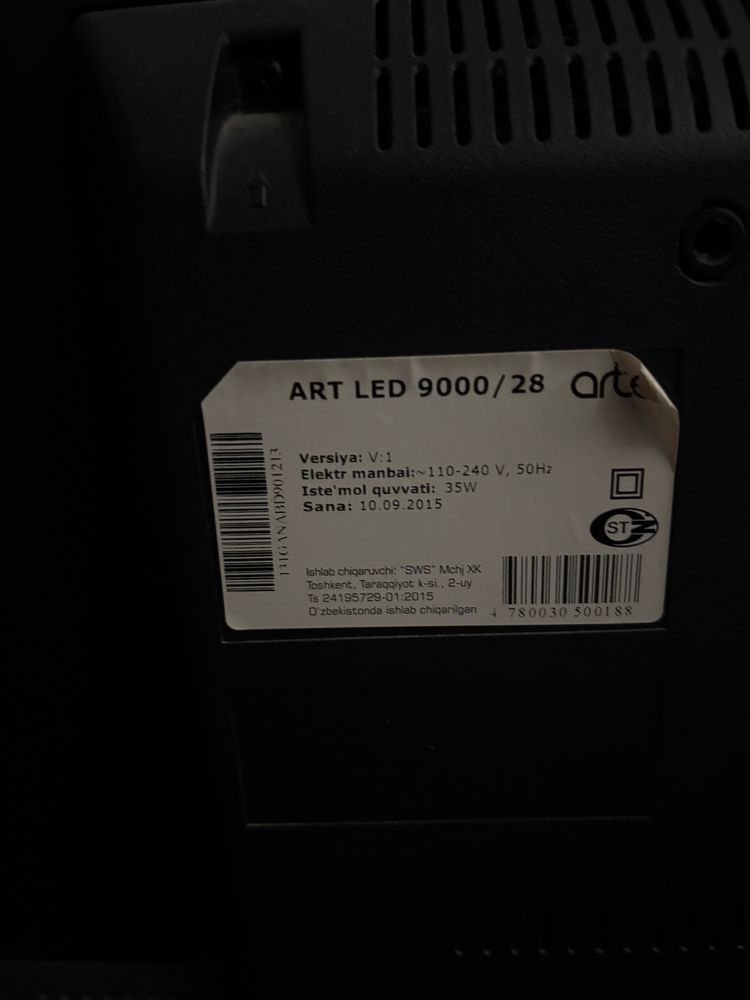 ART LED 9000/28
arte
Versiya: V:1
Elektr manbai:~110-240 V, 50Hz
Iste'mol quvvati: 35W
Sana: 10.09.2015
131GANABD901213
Ishlab chiqaruvchi: "SWS" Mchj XK
Toshkent, Taraqqiyot k-si., 2-uy
Ts 24195729-01:2015
O'zbekistonda ishlab chiqarilgan
4 780030 500188